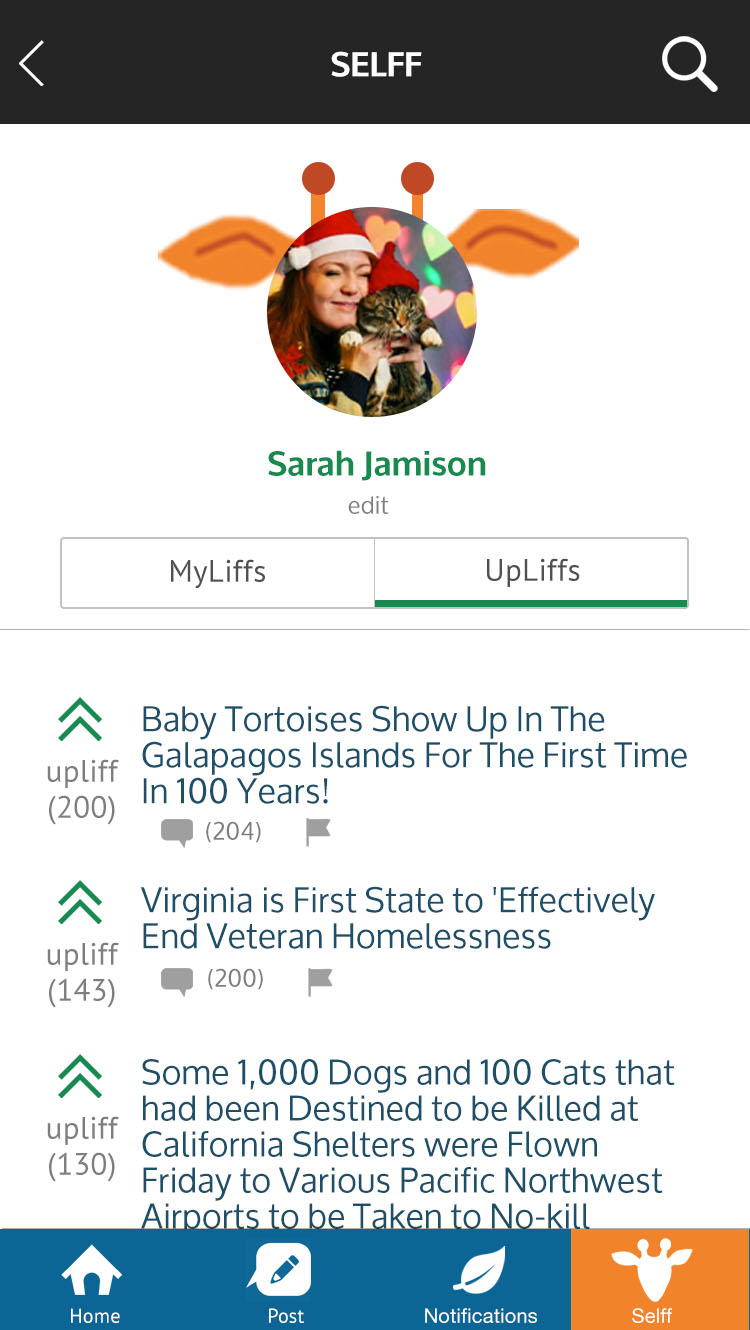 SELFF
Sarah Jamison
edit
MyLiffs
UpLiffs
Baby Tortoises Show Up In The
Galapagos Islands For The First Time
In 100 Years!
upliff
(200)
(204)
Virginia is First State to 'Effectively
End Veteran Homelessness
upliff
(143)
(200)
Some 1,000 Dogs and 100 Cats that
had been Destined to be Killed at
California Shelters were Flown
Friday to Various Pacific Northwest
Airports to be Taken to No-kill
upliff
(130)
Home
Post
Notifications
Selff